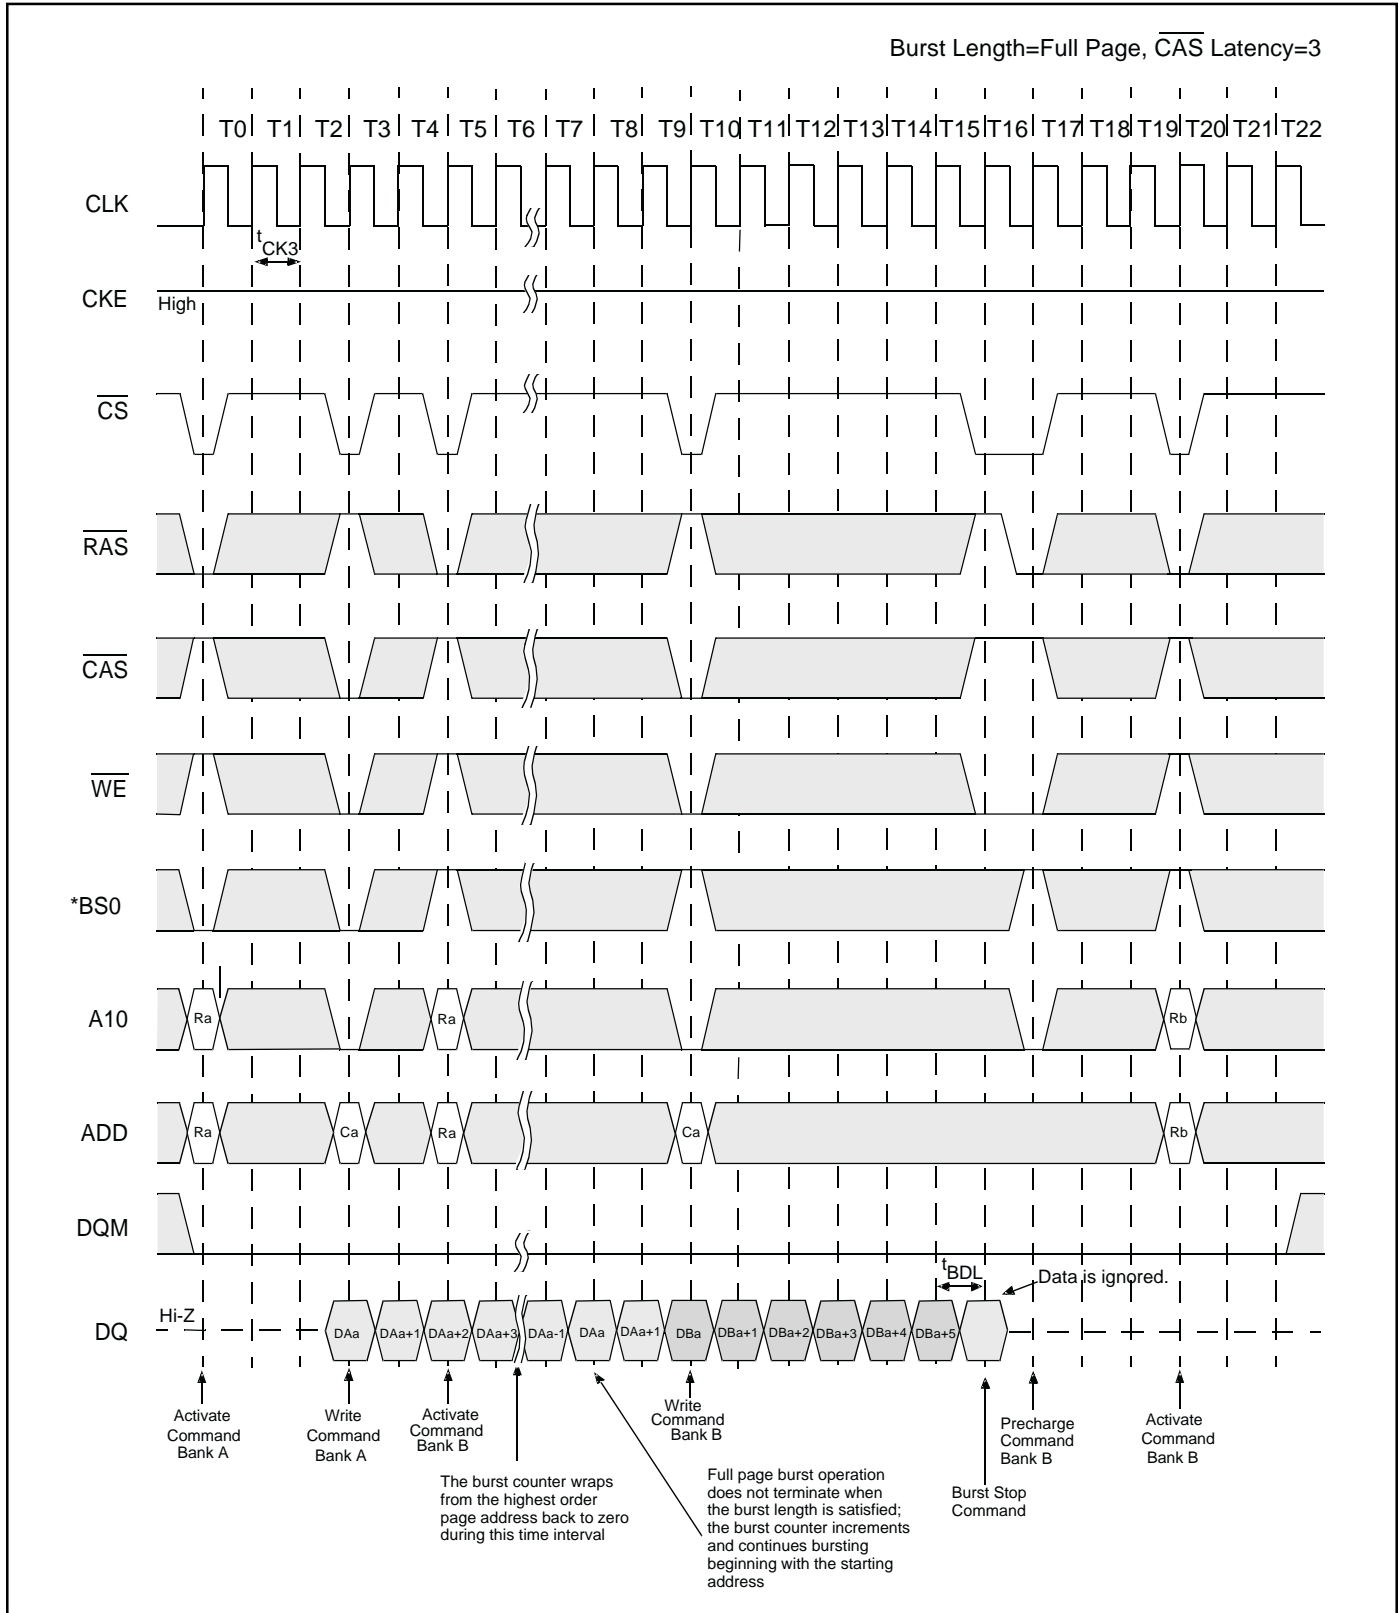 Burst Length=Full Page, CAS Latency=3
T0 T1 T2 T3 T4 T5 T6 T7 T8 T9 T10 T11 T12 T13 T14 T15 T16 T17 T18 T19 T20 T21 T22
CLK
tCK3
CKE
High
CS
RAS
CAS
WE
*BS0
A10
Ra Ra Rb
ADD
Ra Ca Ra Ca Rb
DQM
tBDL
Data is ignored.
DQ
Hi-Z
DAa DAa+1 DAa+2 DAa+3 DAa-1 DAa DAa+1 DBa DBa+1 DBa+2 DBa+3 DBa+4 DBa+5
Activate
Command
Bank A
Write
Command
Bank A
Activate
Command
Bank B
Write
Command
Bank B
Precharge
Command
Bank B
Activate
Command
Bank B
The burst counter wraps
from the highest order
page address back to zero
during this time interval
Full page burst operation
does not terminate when
the burst length is satisfied;
the burst counter increments
and continues bursting
beginning with the starting
address
Burst Stop
Command